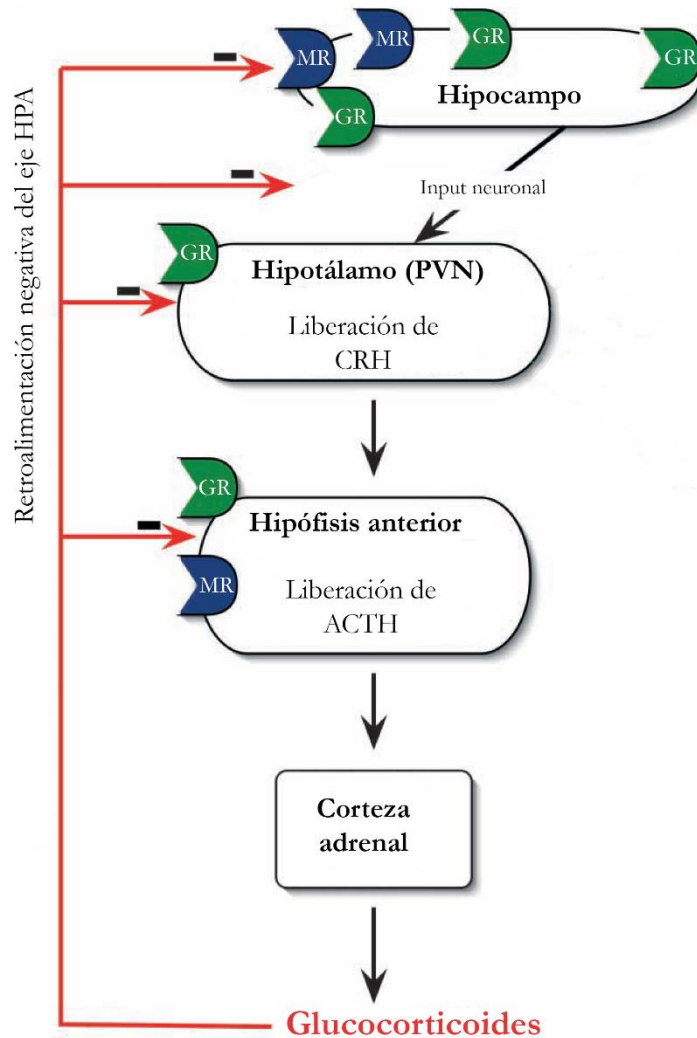 Retroalimentación negativa del eje HPA
MR
MR
GR
GR
GR
Hipocampo
Input neuronal
GR
Hipotálamo (PVN)
Liberación de
CRH
GR
Hipófisis anterior
MR
Liberación de
ACTH
Corteza
adrenal
Glucocorticoides